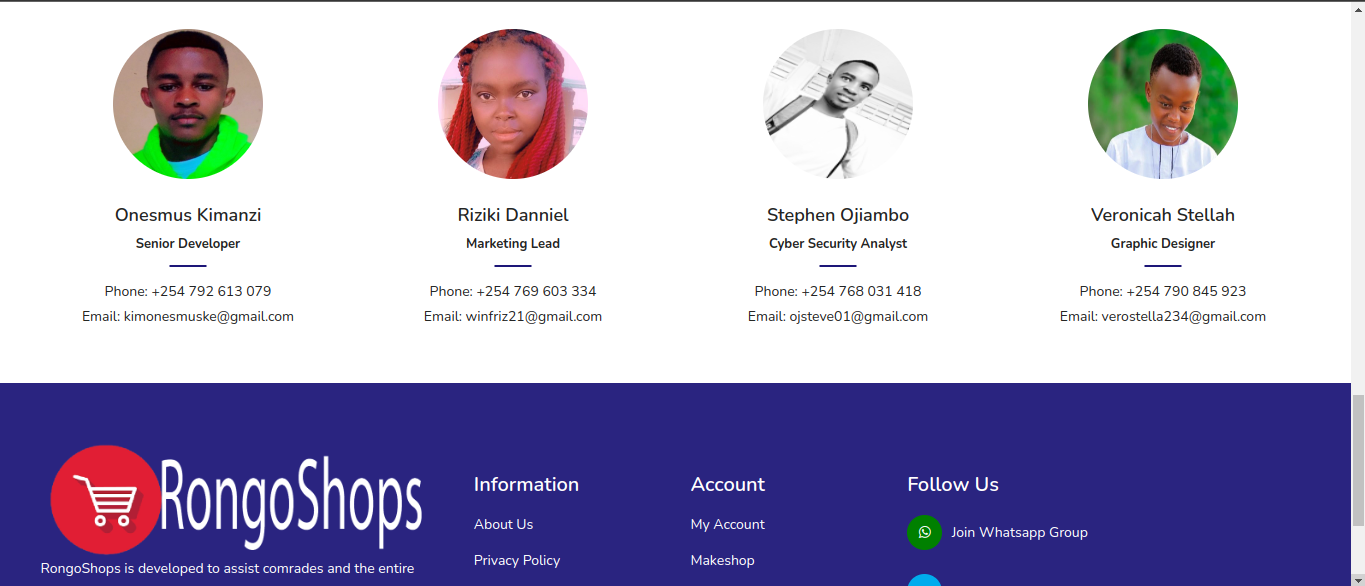 Onesmus Kimanzi
Senior Developer
Phone: +254 792 613 079
Email: kimonesmuske@gmail.com
Riziki Danniel
Marketing Lead
Phone: +254 769 603 334
Email: winfriz21@gmail.com
Stephen Ojiambo
Cyber Security Analyst
Phone: +254 768 031 418
Email: ojsteve01@gmail.com
Veronicah Stellah
Graphic Designer
Phone: +254 790 845 923
Email: verostella234@gmail.com
RongoShops
RongoShops is developed to assist comrades and the entire
Information
About Us
Privacy Policy
Account
My Account
Makeshop
Follow Us
Join Whatsapp Group